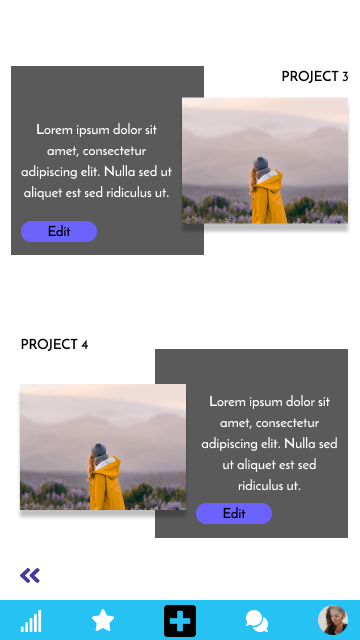 PROJECT 3
Lorem ipsum dolor sit
amet, consectetur
adipiscing elit. Nulla sed ut
aliquet est sed ridiculus ut.
Edit
PROJECT 4
Lorem ipsum dolor sit
amet, consectetur
adipiscing elit. Nulla sed
ut aliquet est sed
ridiculus ut.
Edit